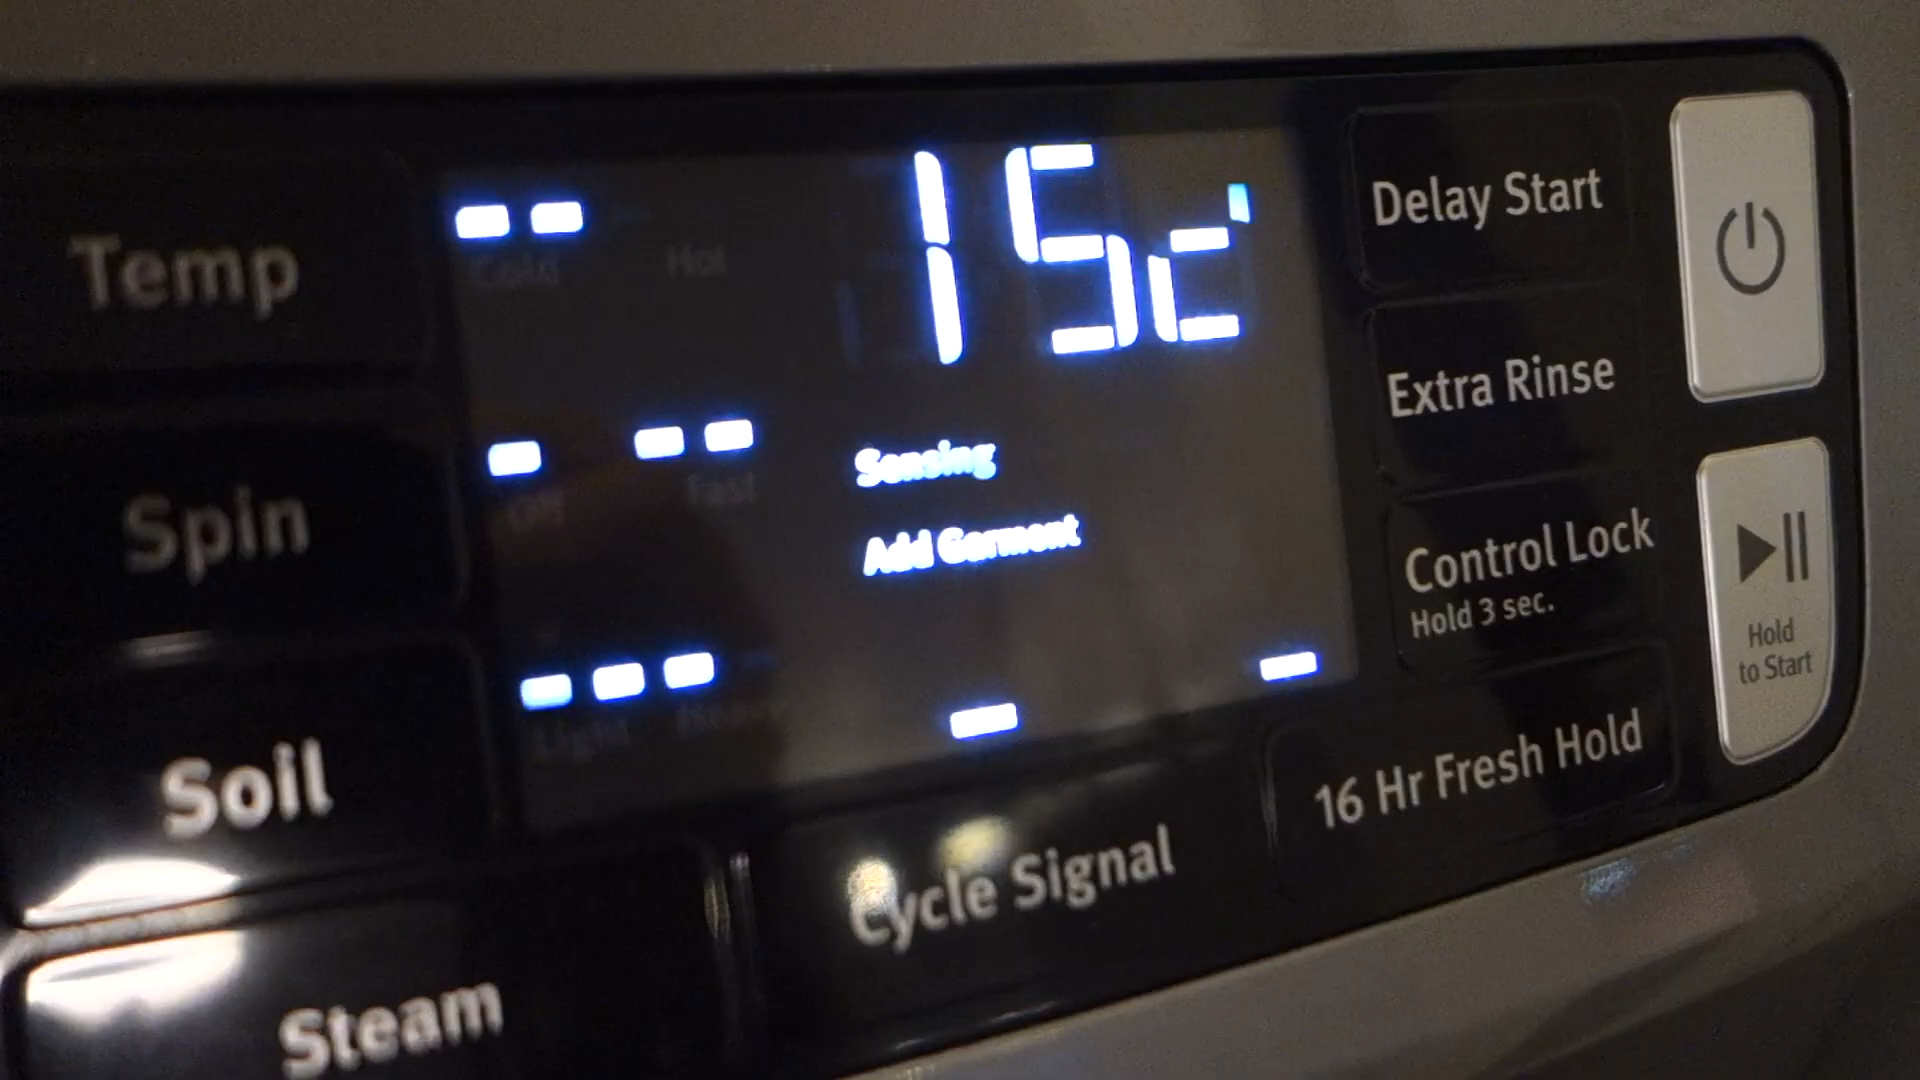 Temp
Cold Hot
Delay Start
Extra Rinse
Spin
Off Fast
Sensing
Add Garment
Control Lock
Hold 3 sec.
Hold
to Start
Soil
Light Heavy
16 Hr Fresh Hold
Cycle Signal
Steam